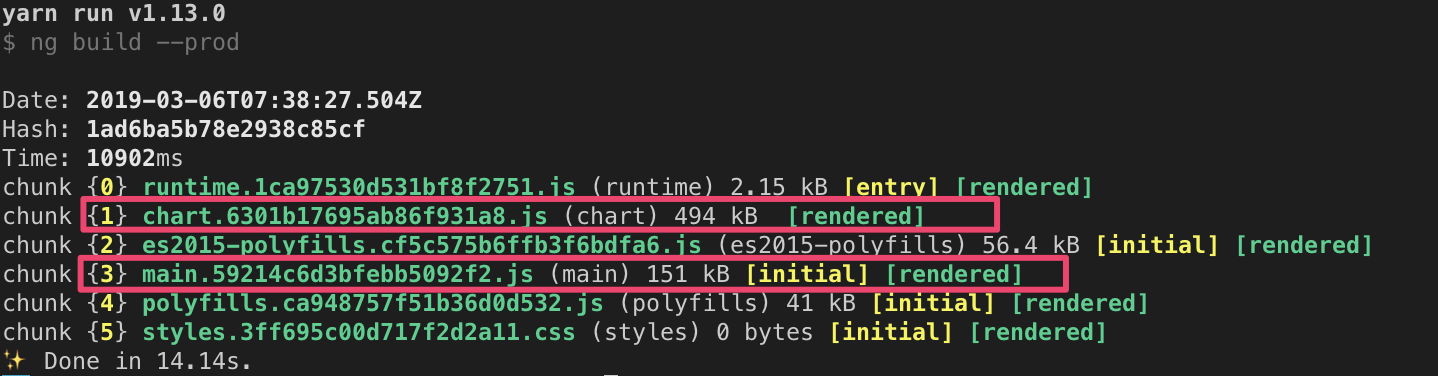 yarn run v1.13.0
$ ng build --prod
Date: 2019-03-06T07:38:27.504Z
Hash: 1ad6ba5b78e2938c85cf
Time: 10902ms
chunk {0} runtime.1ca97530d531bf8f2751.js (runtime) 2.15 kB [entry] [rendered]
chunk {1} chart.6301b17695ab86f931a8.js (chart) 494 kB  [rendered]
chunk {2} es2015-polyfills.cf5c575b6ffb3f6bdfa6.js (es2015-polyfills) 56.4 kB [initial] [rendered]
chunk {3} main.59214c6d3bfebb5092f2.js (main) 151 kB [initial] [rendered]
chunk {4} polyfills.ca948757f51b36d0d532.js (polyfills) 41 kB [initial] [rendered]
chunk {5} styles.3ff695c00d717f2d2a11.css (styles) 0 bytes [initial] [rendered]
✨ Done in 14.14s.